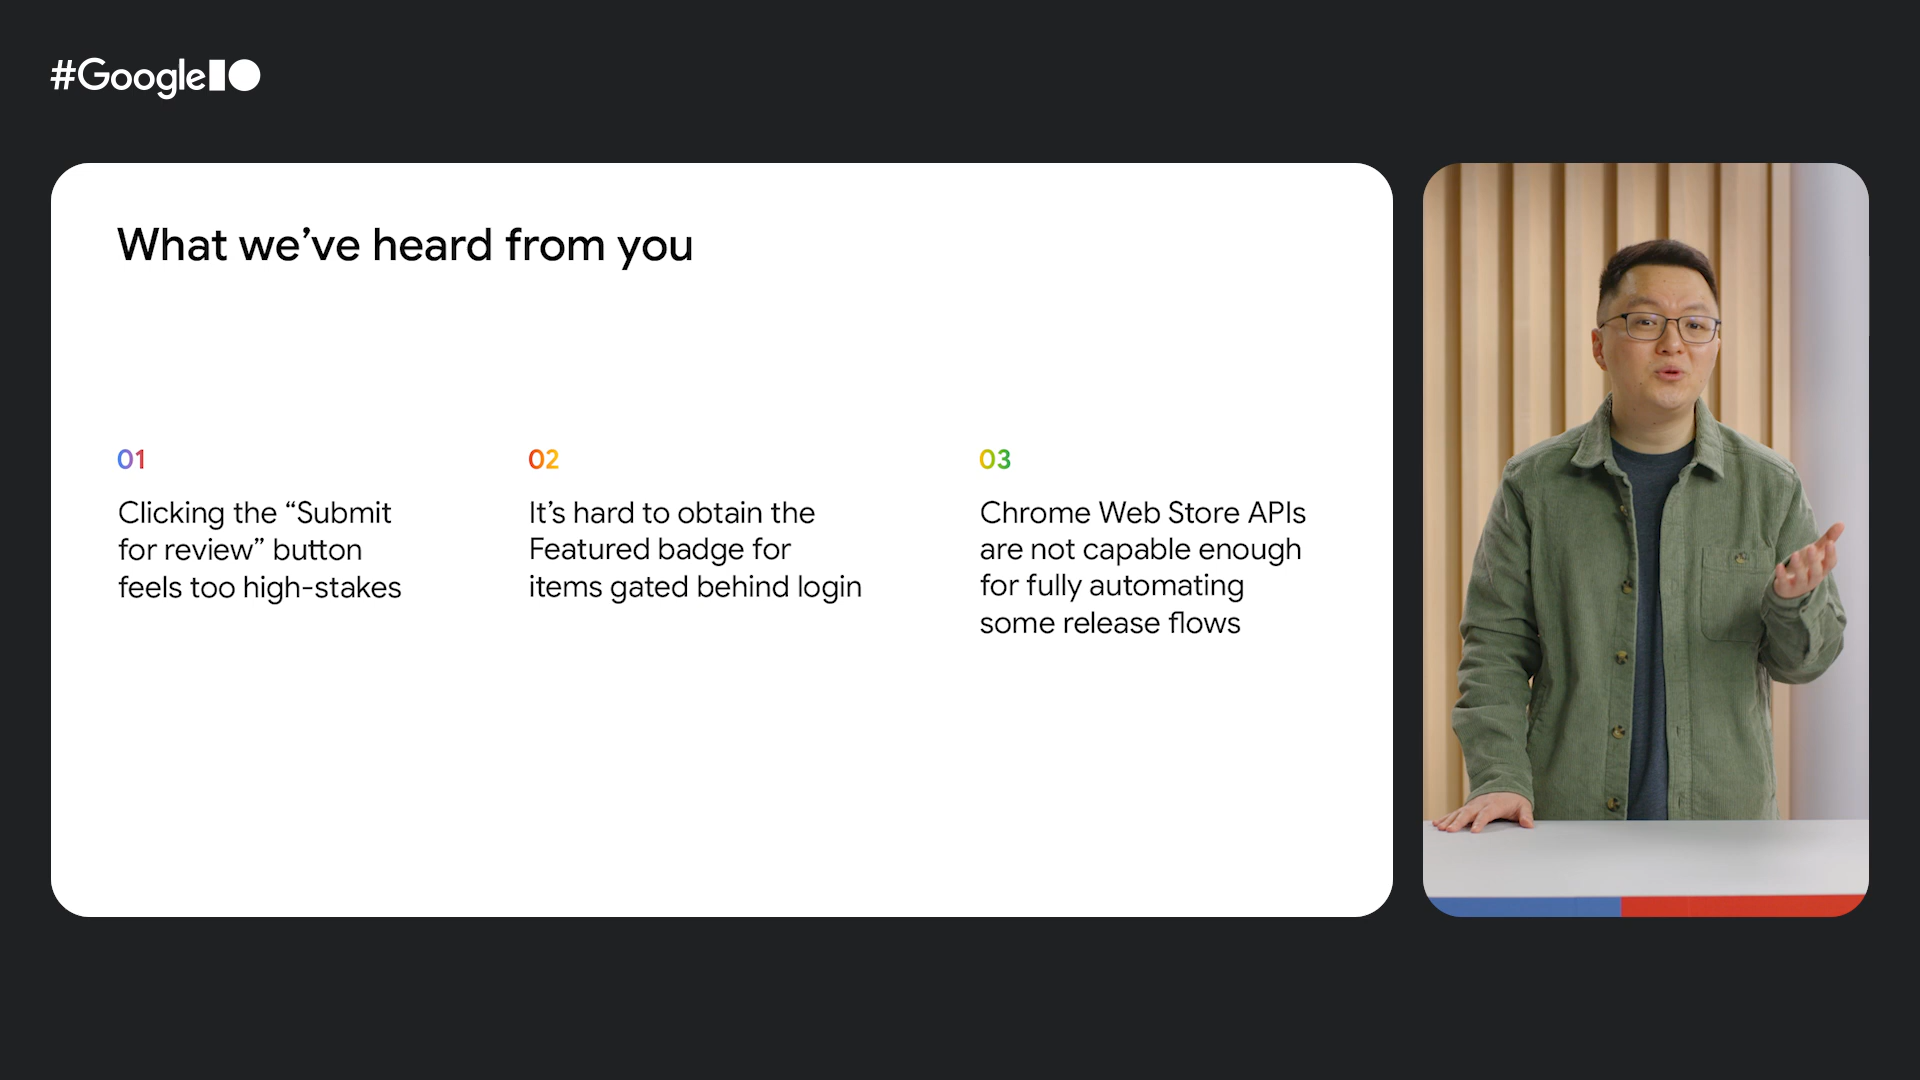 #GoogleIO
What we’ve heard from you
01
Clicking the “Submit
for review” button
feels too high-stakes
02
It’s hard to obtain the
Featured badge for
items gated behind login
03
Chrome Web Store APIs
are not capable enough
for fully automating
some release flows